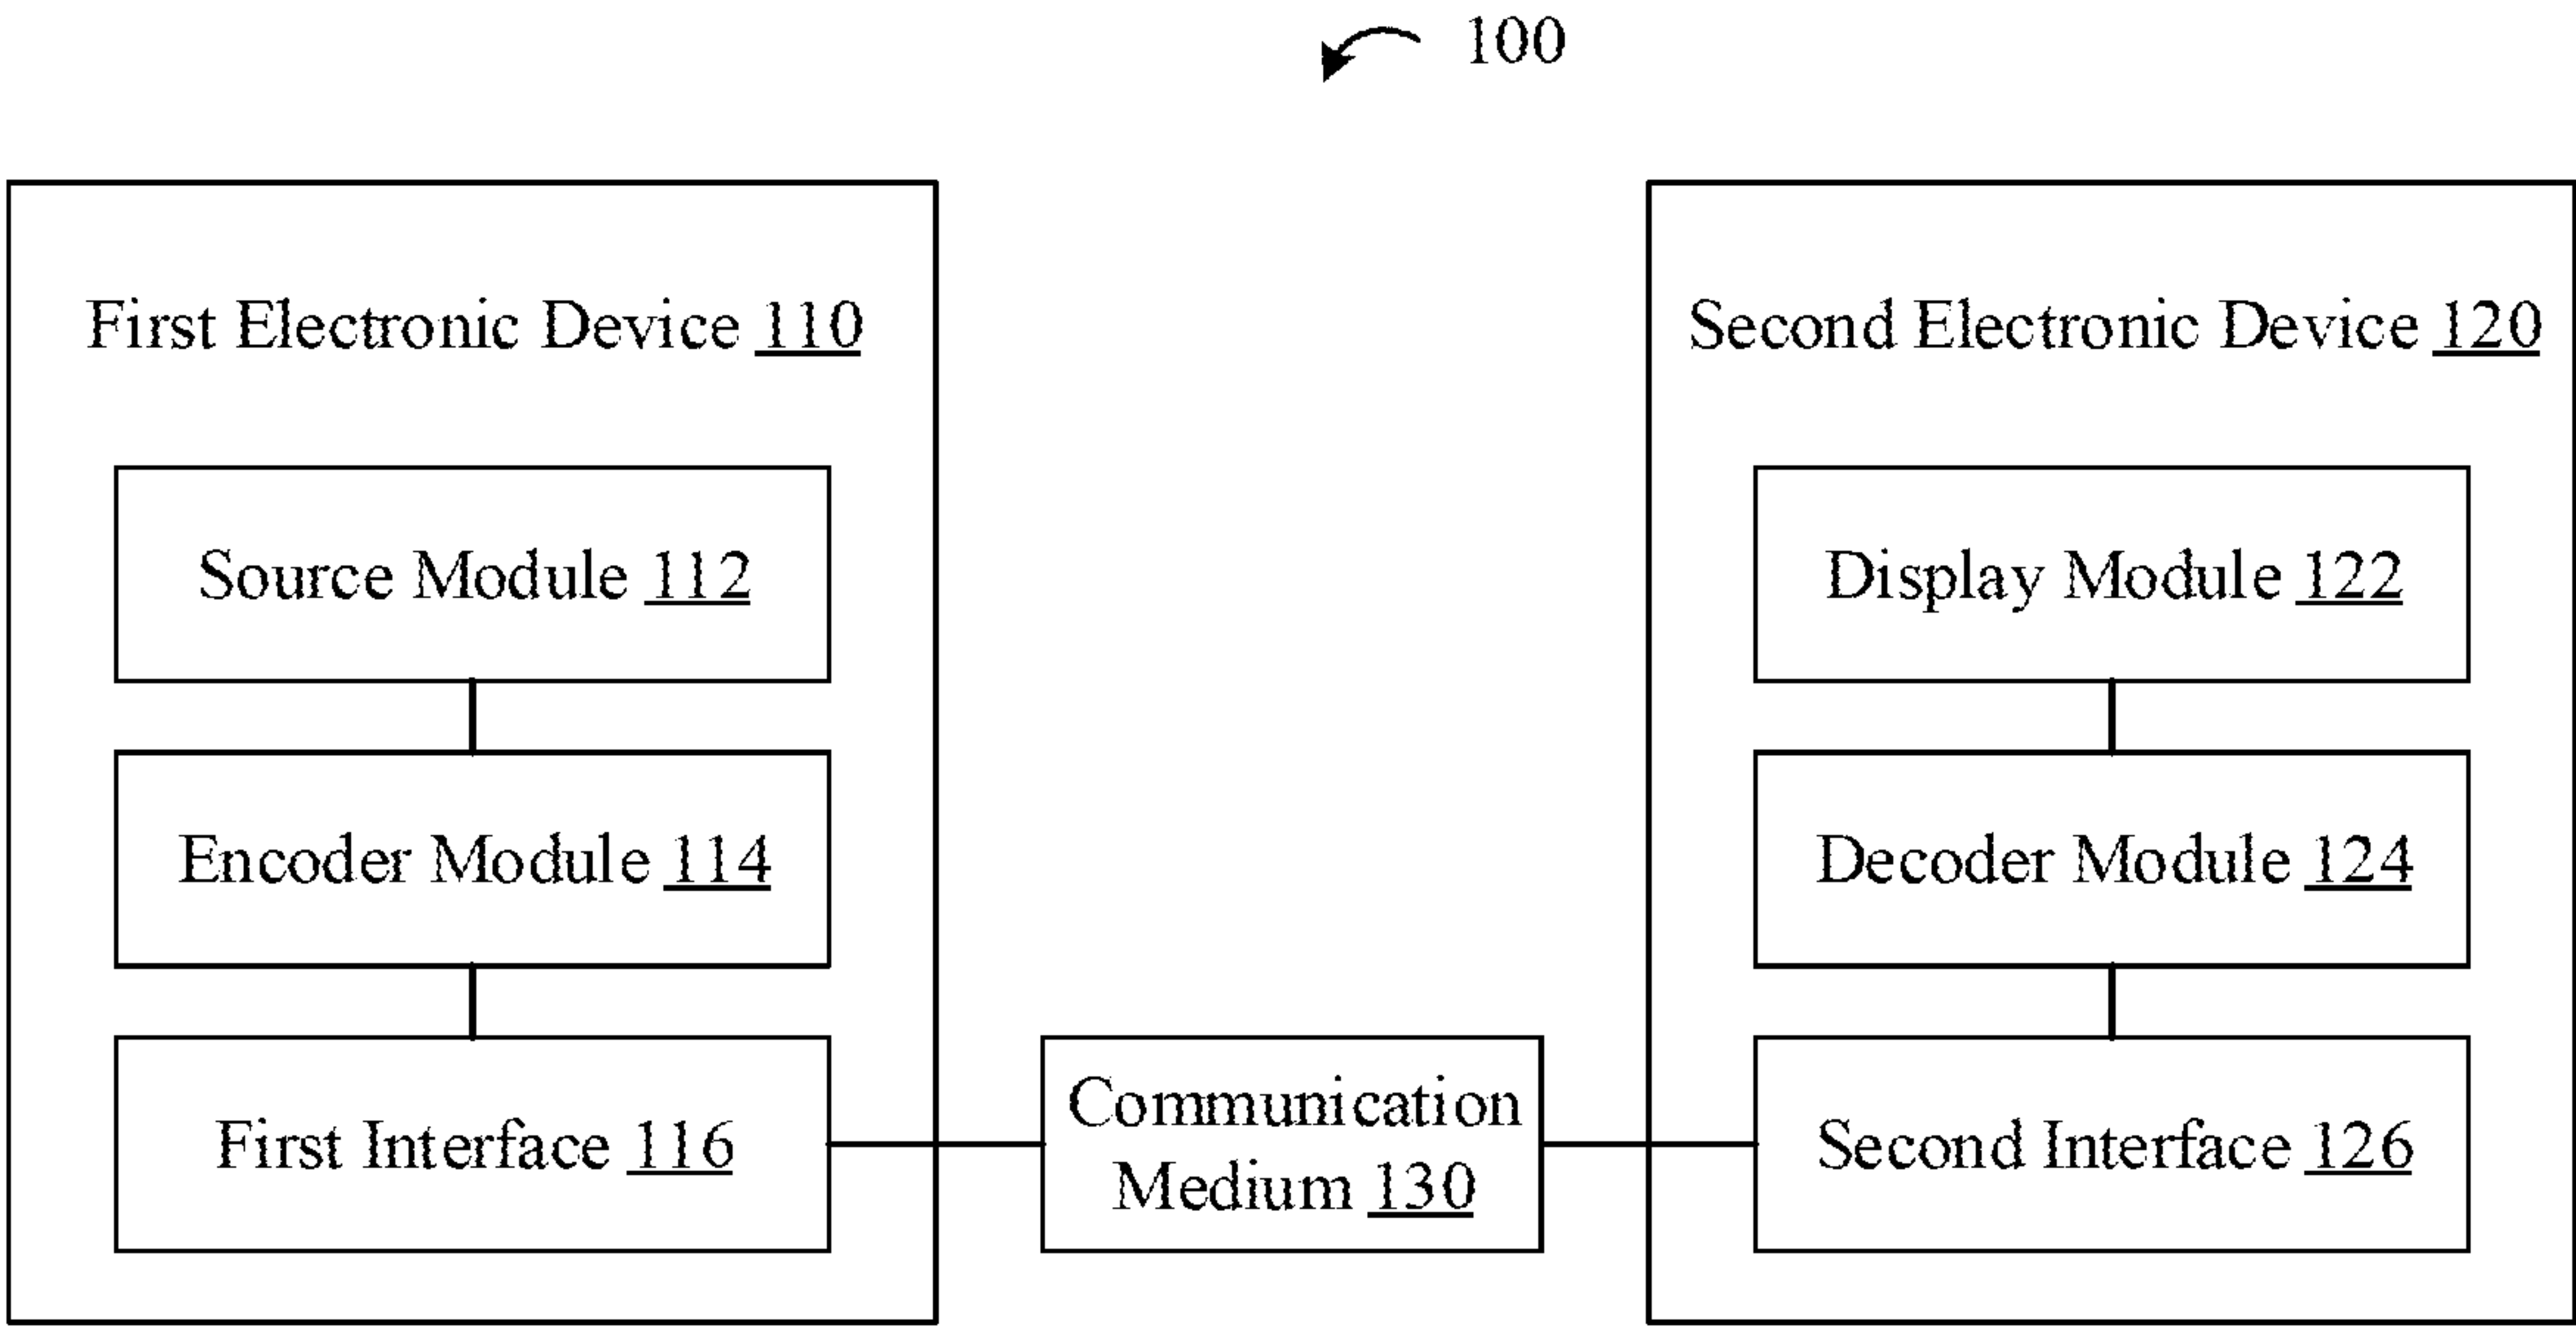 100
First Electronic Device 110
Source Module 112
Encoder Module 114
First Interface 116
Communication
Medium 130
Second Electronic Device 120
Display Module 122
Decoder Module 124
Second Interface 126